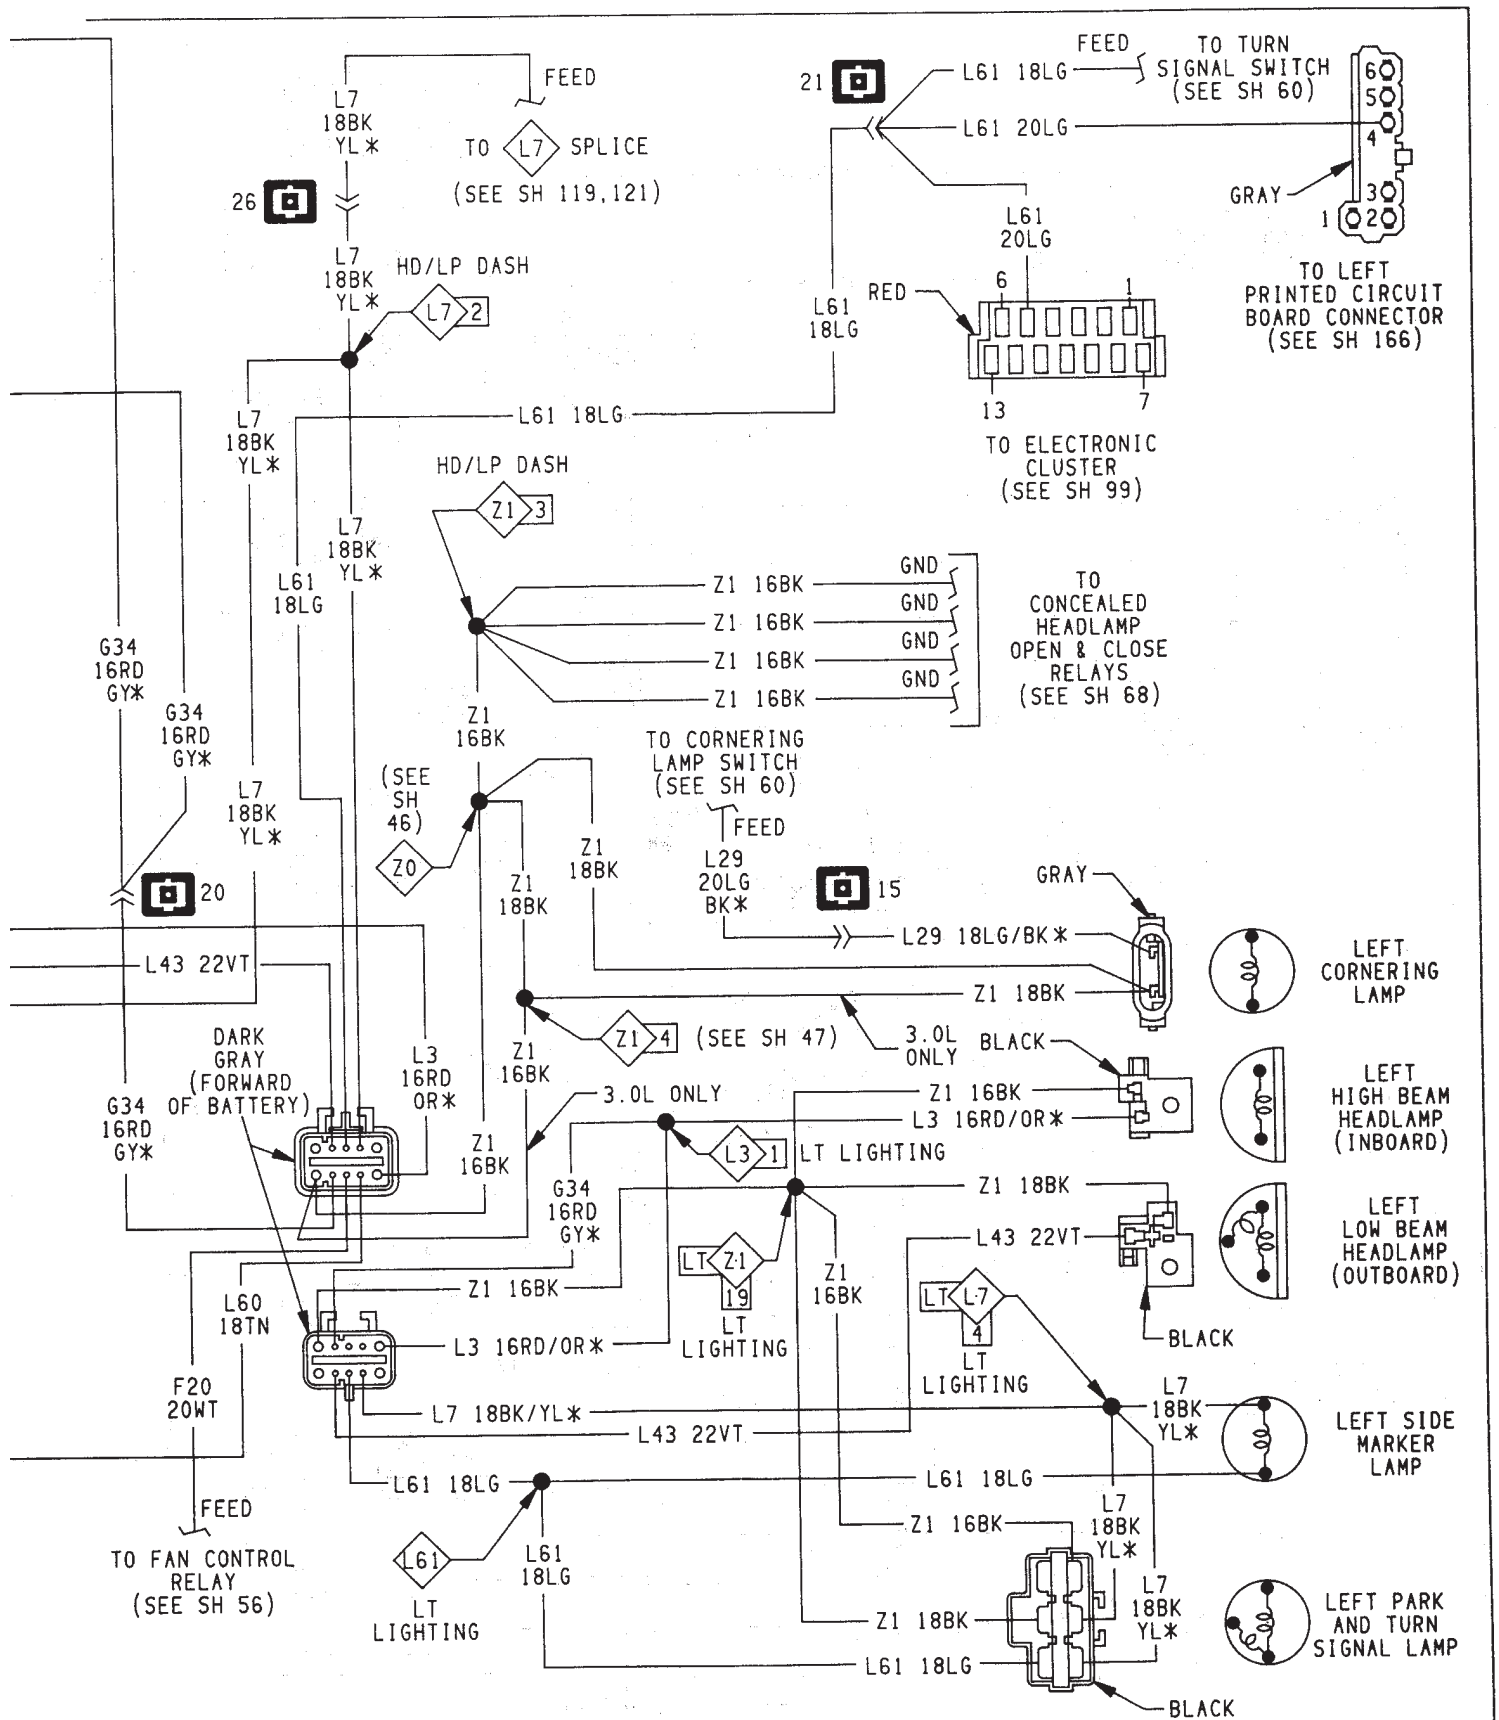 FEED
L7
18BK
YL*
TO L7 SPLICE
(SEE SH 119,121)
26
L7
18BK
YL*
HD/LP DASH
L7 2
21
L61 18LG
FEED
TO TURN
SIGNAL SWITCH
(SEE SH 60)
L61 20LG
6
5
4
3
1
2
GRAY
TO LEFT
PRINTED CIRCUIT
BOARD CONNECTOR
(SEE SH 166)
L61
20LG
RED
6
1
13
7
TO ELECTRONIC
CLUSTER
(SEE SH 99)
L61
18LG
L61 18LG
L7
18BK
YL*
HD/LP DASH
Z1 3
L7
18BK
YL*
L61
18LG
Z1 16BK
GND
Z1 16BK
GND
Z1 16BK
GND
Z1 16BK
GND
TO
CONCEALED
HEADLAMP
OPEN & CLOSE
RELAYS
(SEE SH 68)
G34
16RD
GY*
G34
16RD
GY*
Z1
16BK
L7
18BK
YL*
(SEE
SH
46)
Z0
TO CORNERING
LAMP SWITCH
(SEE SH 60)
FEED
Z1
18BK
Z1
18BK
L29
20LG
BK*
20
15
GRAY
L29 18LG/BK*
LEFT
CORNERING
LAMP
L43 22VT
Z1 18BK
Z1 4
(SEE SH 47)
3.0L
ONLY
BLACK
DARK
GRAY
(FORWARD
OF BATTERY)
L3
16RD
OR*
Z1
16BK
3.0L ONLY
Z1 16BK
L3 16RD/OR*
LEFT
HIGH BEAM
HEADLAMP
(INBOARD)
G34
16RD
GY*
Z1
16BK
L3 1
LT LIGHTING
G34
16RD
GY*
Z1 18BK
L43 22VT
LEFT
LOW BEAM
HEADLAMP
(OUTBOARD)
LT Z1
19
LT
LIGHTING
Z1
16BK
Z1 16BK
LT L7
4
LT
LIGHTING
BLACK
L60
18TN
L3 16RD/OR*
F20
20WT
L7 18BK/YL*
L43 22VT
L7
18BK
YL*
LEFT SIDE
MARKER
LAMP
L61 18LG
L61 18LG
FEED
TO FAN CONTROL
RELAY
(SEE SH 56)
L61
LT
LIGHTING
L61
18LG
Z1 16BK
L7
18BK
YL*
L7
18BK
YL*
Z1 18BK
L61 18LG
LEFT PARK
AND TURN
SIGNAL LAMP
BLACK